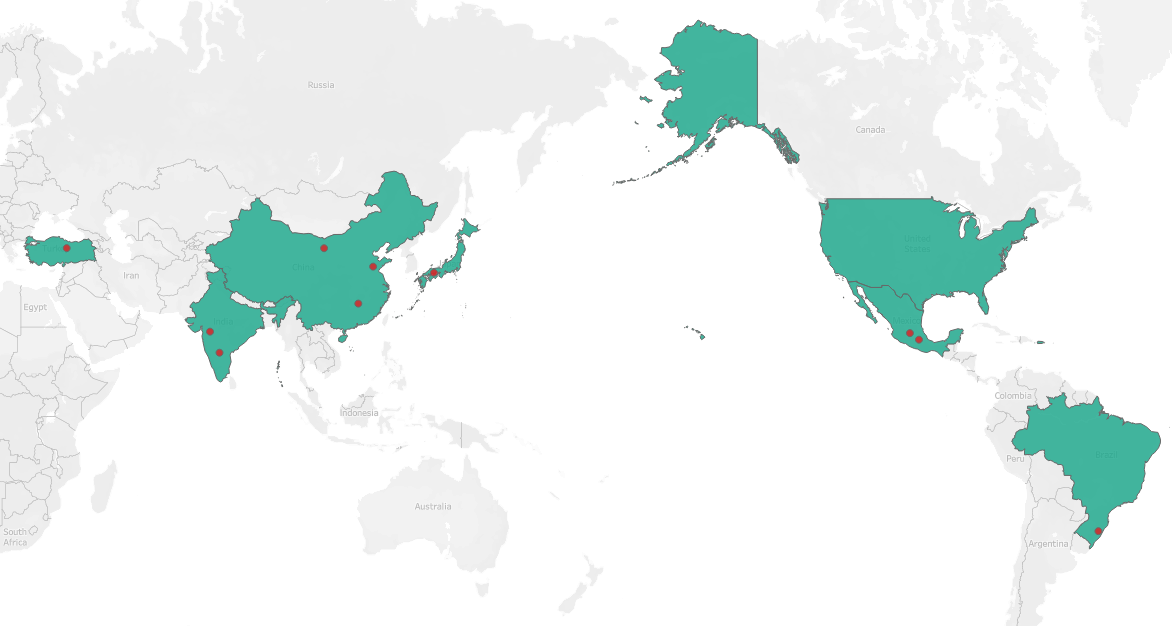 Russia
Canada
United
States
China
Iran
Egypt
India
Mexico
Colombia
Indonesia
Peru
Brazil
Australia
South
Africa
Argentina